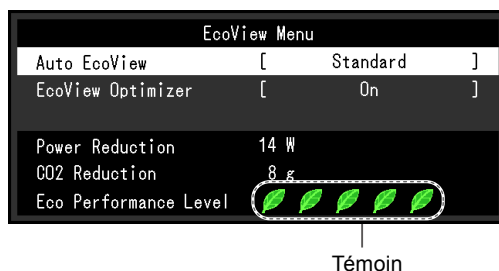 EcoView Menu
Auto EcoView [ Standard ]
EcoView Optimizer [ On ]
Power Reduction 14 W
CO2 Reduction 8 g
Eco Performance Level
Témoin